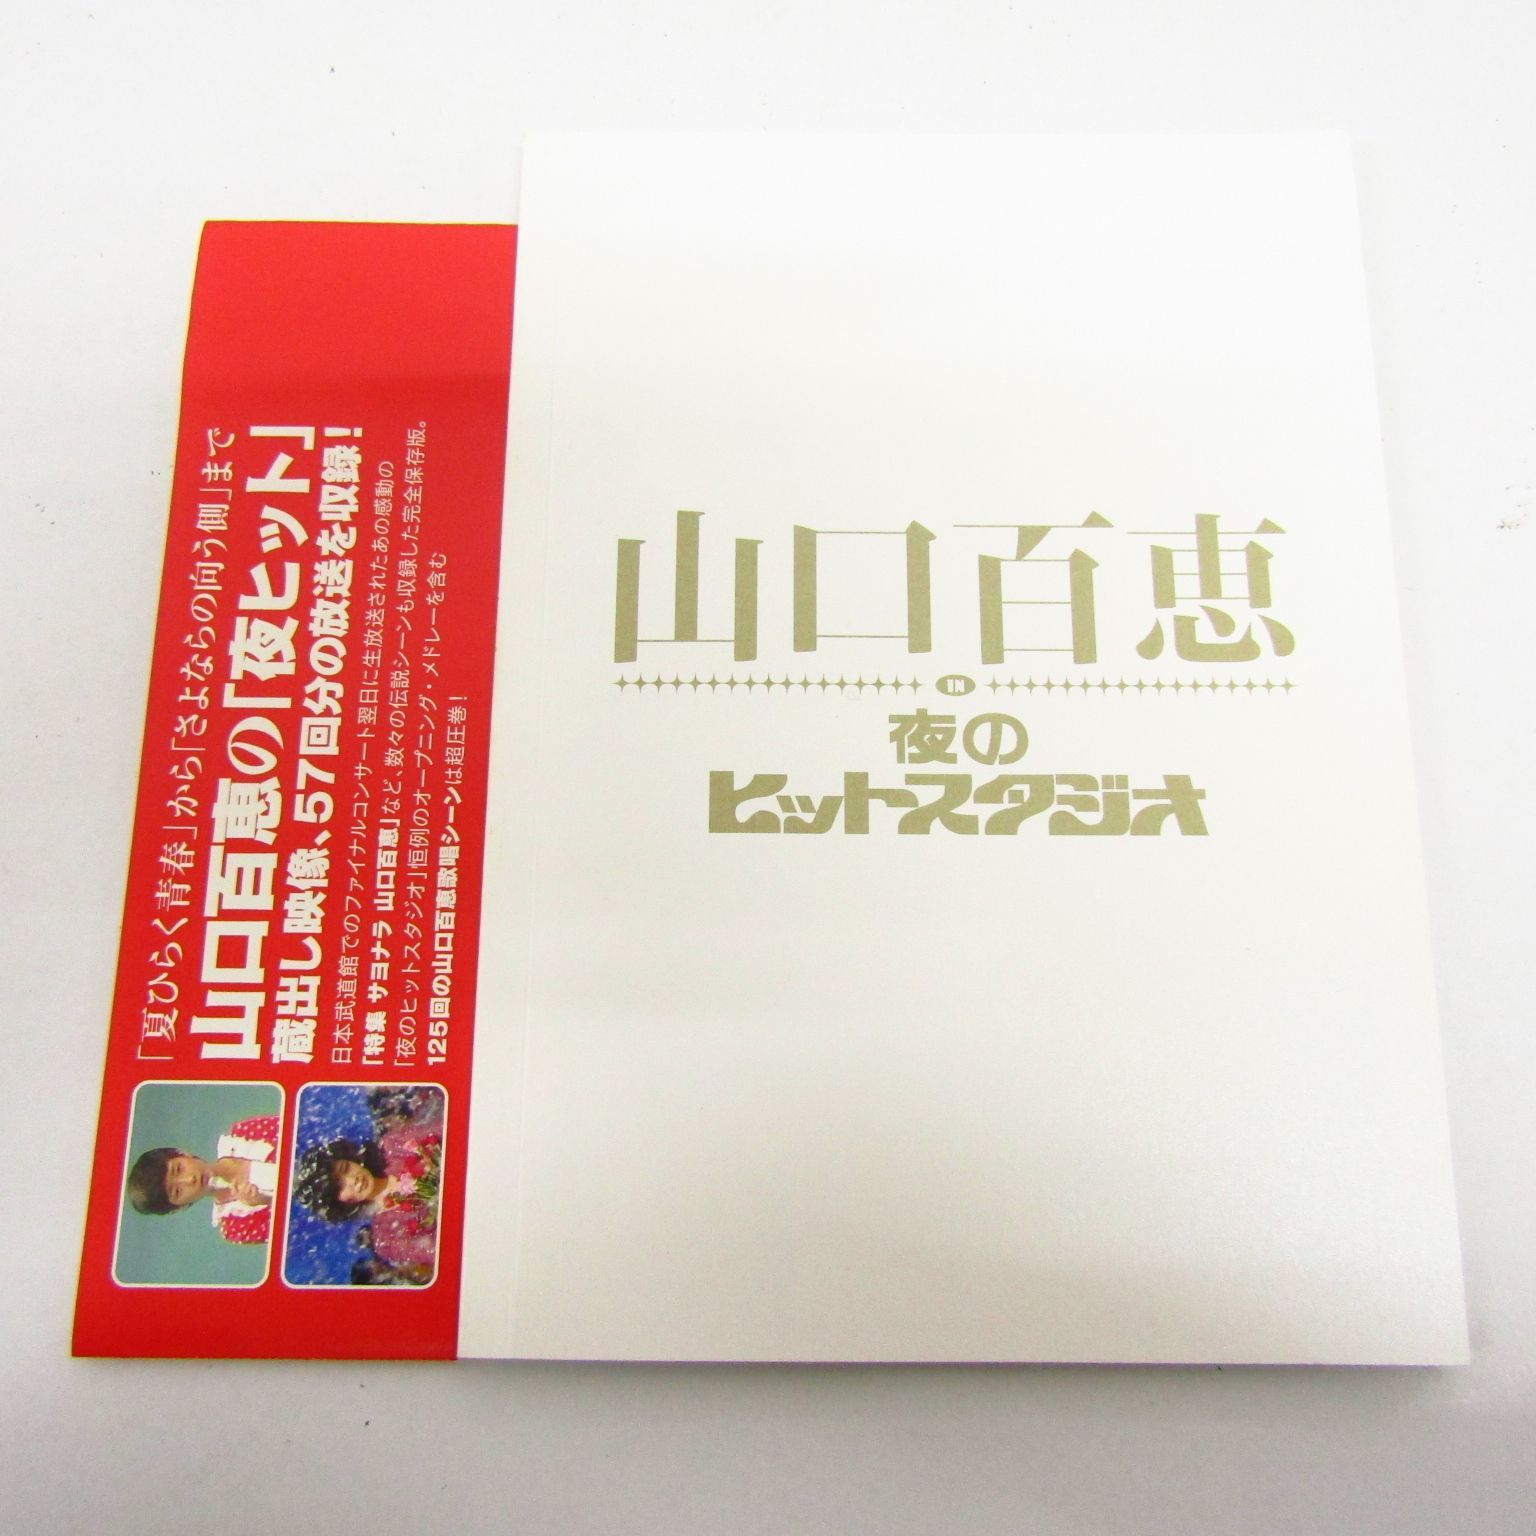 山口百恵
IN
夜の
ヒットスタジオ
「夏ひらく青春」から「さよならの向う側」まで
山口百恵の「夜ヒット」
蔵出し映像、57回分の放送を収録!
日本武道館でのファイナルコンサート翌日に生放送されたあの感動の
「特集 サヨナラ 山口百恵」など、数々の伝説シーンも収録した完全保存版。
「夜のヒットスタジオ」恒例のオープニング・メドレーを含む
125回の山口百恵歌唱シーンは超圧巻!